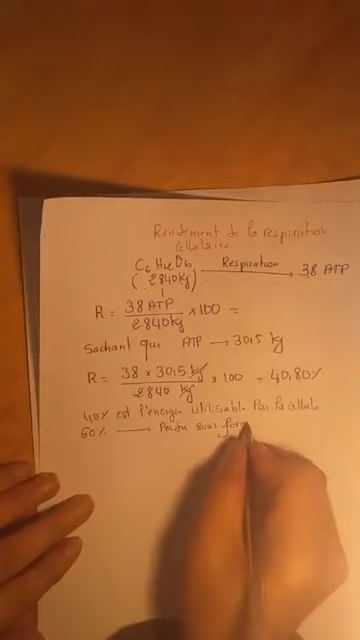 Rendement de la respiration
Cellulaire
C6 H12 O6 Respiration → 38 ATP
(2840kj)
R = 38 ATP / 2840kj × 100 =
Sachant que ATP → 30,5 kj
R = 38 × 30,5 kj / 2840 kj × 100 = 40,80%
40% est l'énergie utilisable Par la cellule
60% → Perdu sous form